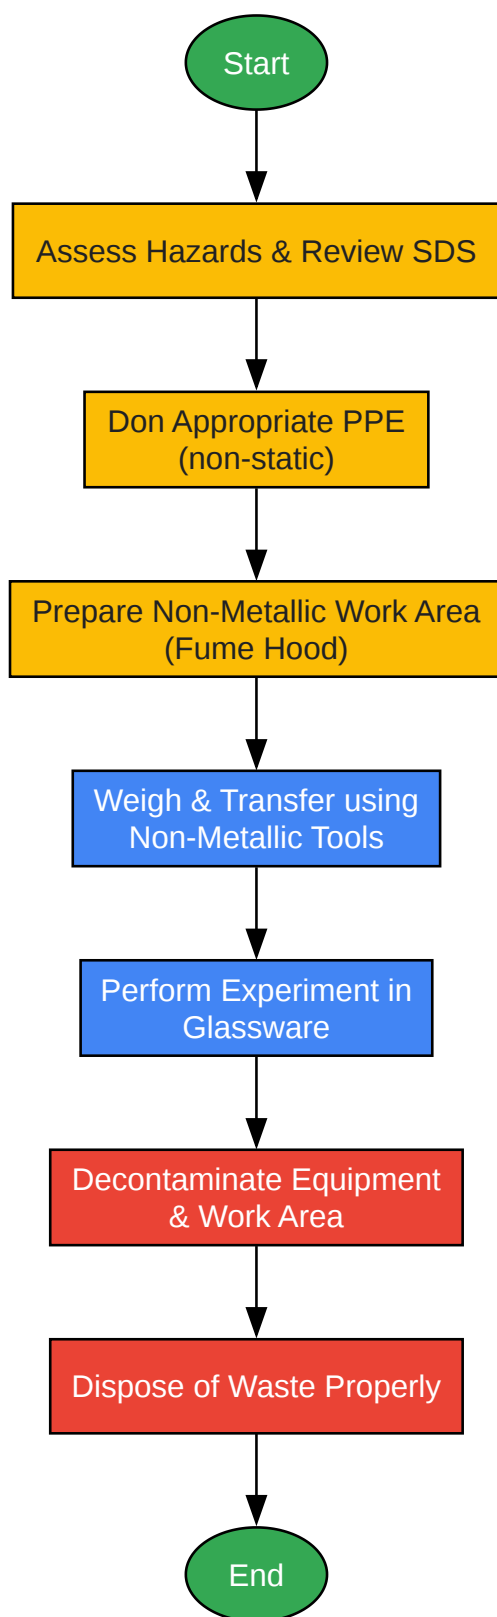 Start
Assess Hazards & Review SDS
Don Appropriate PPE
(non-static)
Prepare Non-Metallic Work Area
(Fume Hood)
Weigh & Transfer using
Non-Metallic Tools
Perform Experiment in
Glassware
Decontaminate Equipment
& Work Area
Dispose of Waste Properly
End